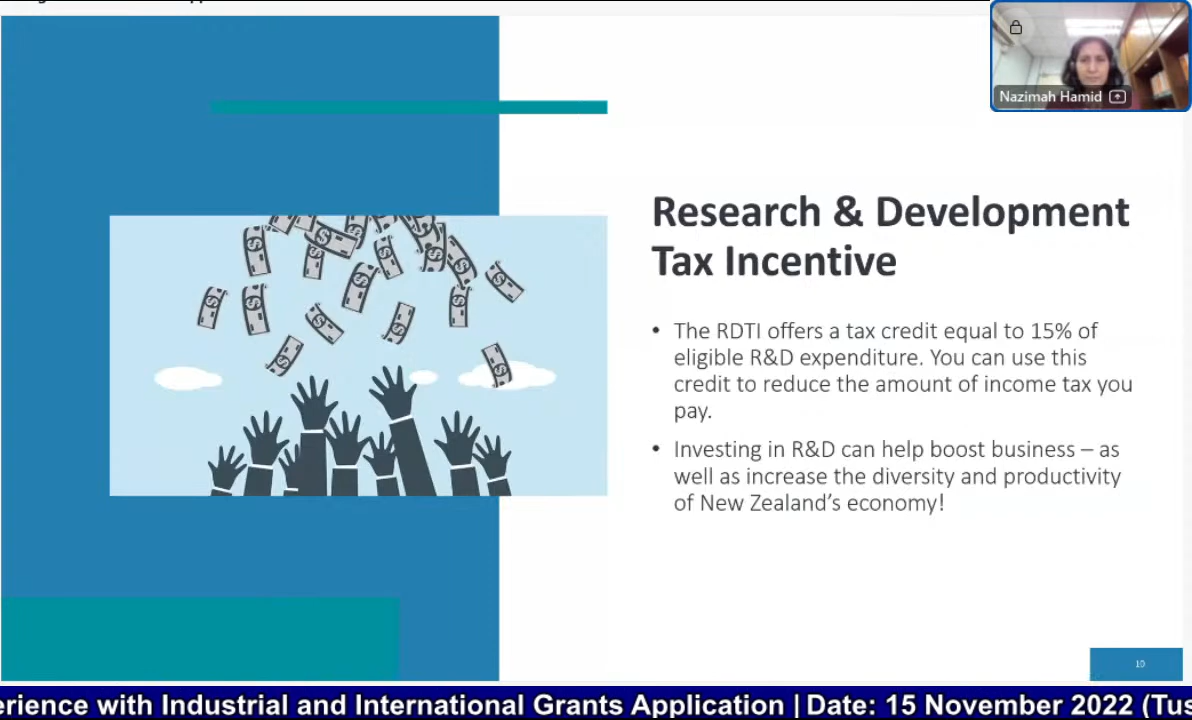 Nazimah Hamid
Research & Development
Tax Incentive
• The RDTI offers a tax credit equal to 15% of
eligible R&D expenditure. You can use this
credit to reduce the amount of income tax you
pay.
• Investing in R&D can help boost business – as
well as increase the diversity and productivity
of New Zealand’s economy!
10
erience with Industrial and International Grants Application | Date: 15 November 2022 (Tus